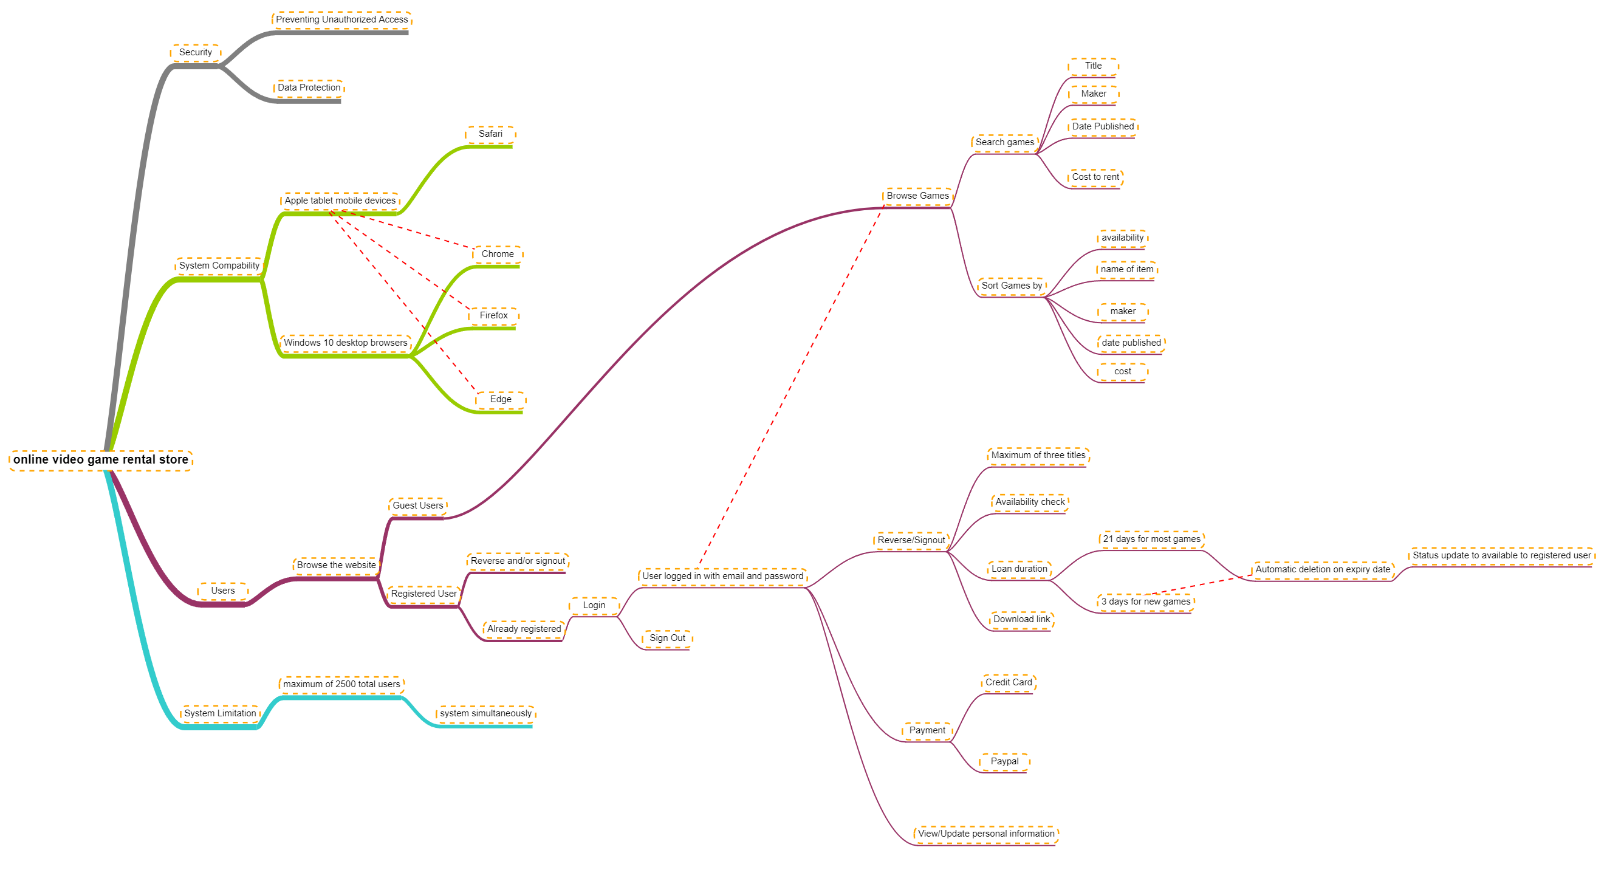 online video game rental store
Security
Preventing Unauthorized Access
Data Protection
System Compability
Apple tablet mobile devices
Safari
Windows 10 desktop browsers
Chrome
Firefox
Edge
Users
Browse the website
Guest Users
Browse Games
Search games
Title
Maker
Date Published
Cost to rent
Sort Games by
availability
name of item
maker
date published
cost
Registered User
Reverse and/or signout
Already registered
Login
User logged in with email and password
Reverse/Signout
Maximum of three titles
Availability check
Loan duration
21 days for most games
Automatic deletion on expiry date
Status update to available to registered user
3 days for new games
Download link
Payment
Credit Card
Paypal
View/Update personal information
Sign Out
System Limitation
maximum of 2500 total users
system simultaneously